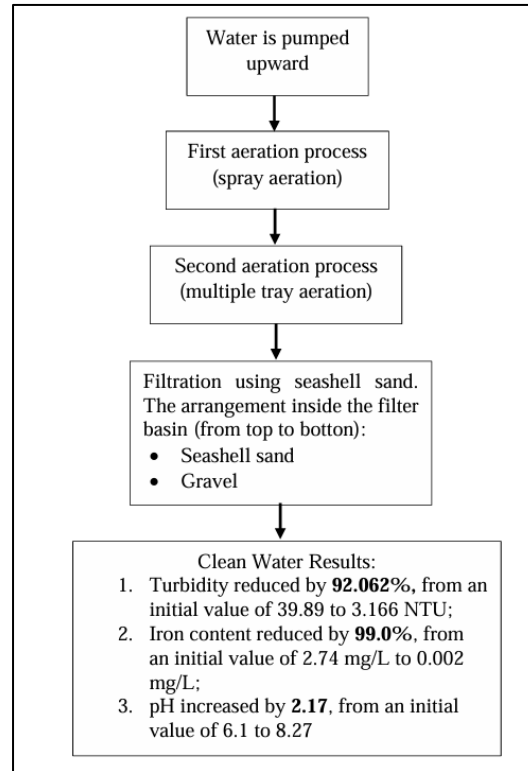 Water is pumped
upward
First aeration process
(spray aeration)
Second aeration process
(multiple tray aeration)
Filtration using seashell sand.
The arrangement inside the filter
basin (from top to botton):
• Seashell sand
• Gravel
Clean Water Results:
1. Turbidity reduced by 92.062%, from an
initial value of 39.89 to 3.166 NTU;
2. Iron content reduced by 99.0%, from
an initial value of 2.74 mg/L to 0.002
mg/L;
3. pH increased by 2.17, from an initial
value of 6.1 to 8.27